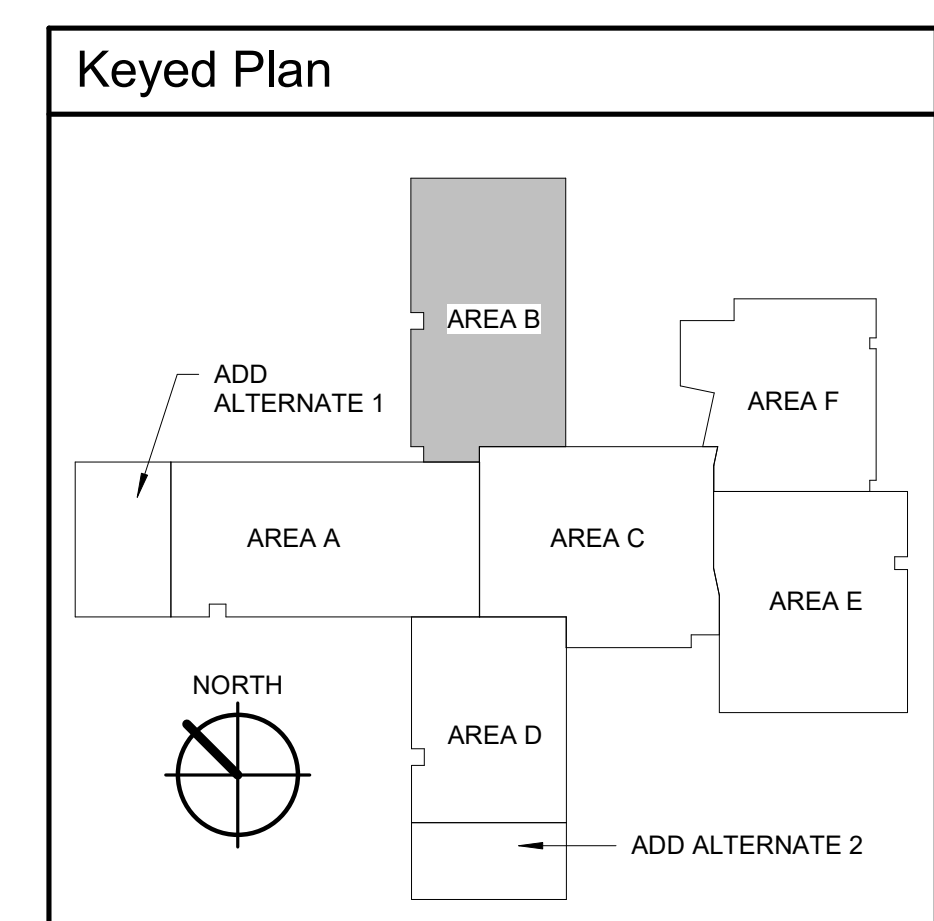 Keyed Plan
AREA B
ADD
ALTERNATE 1
AREA F
AREA A
AREA C
AREA E
NORTH
AREA D
ADD ALTERNATE 2